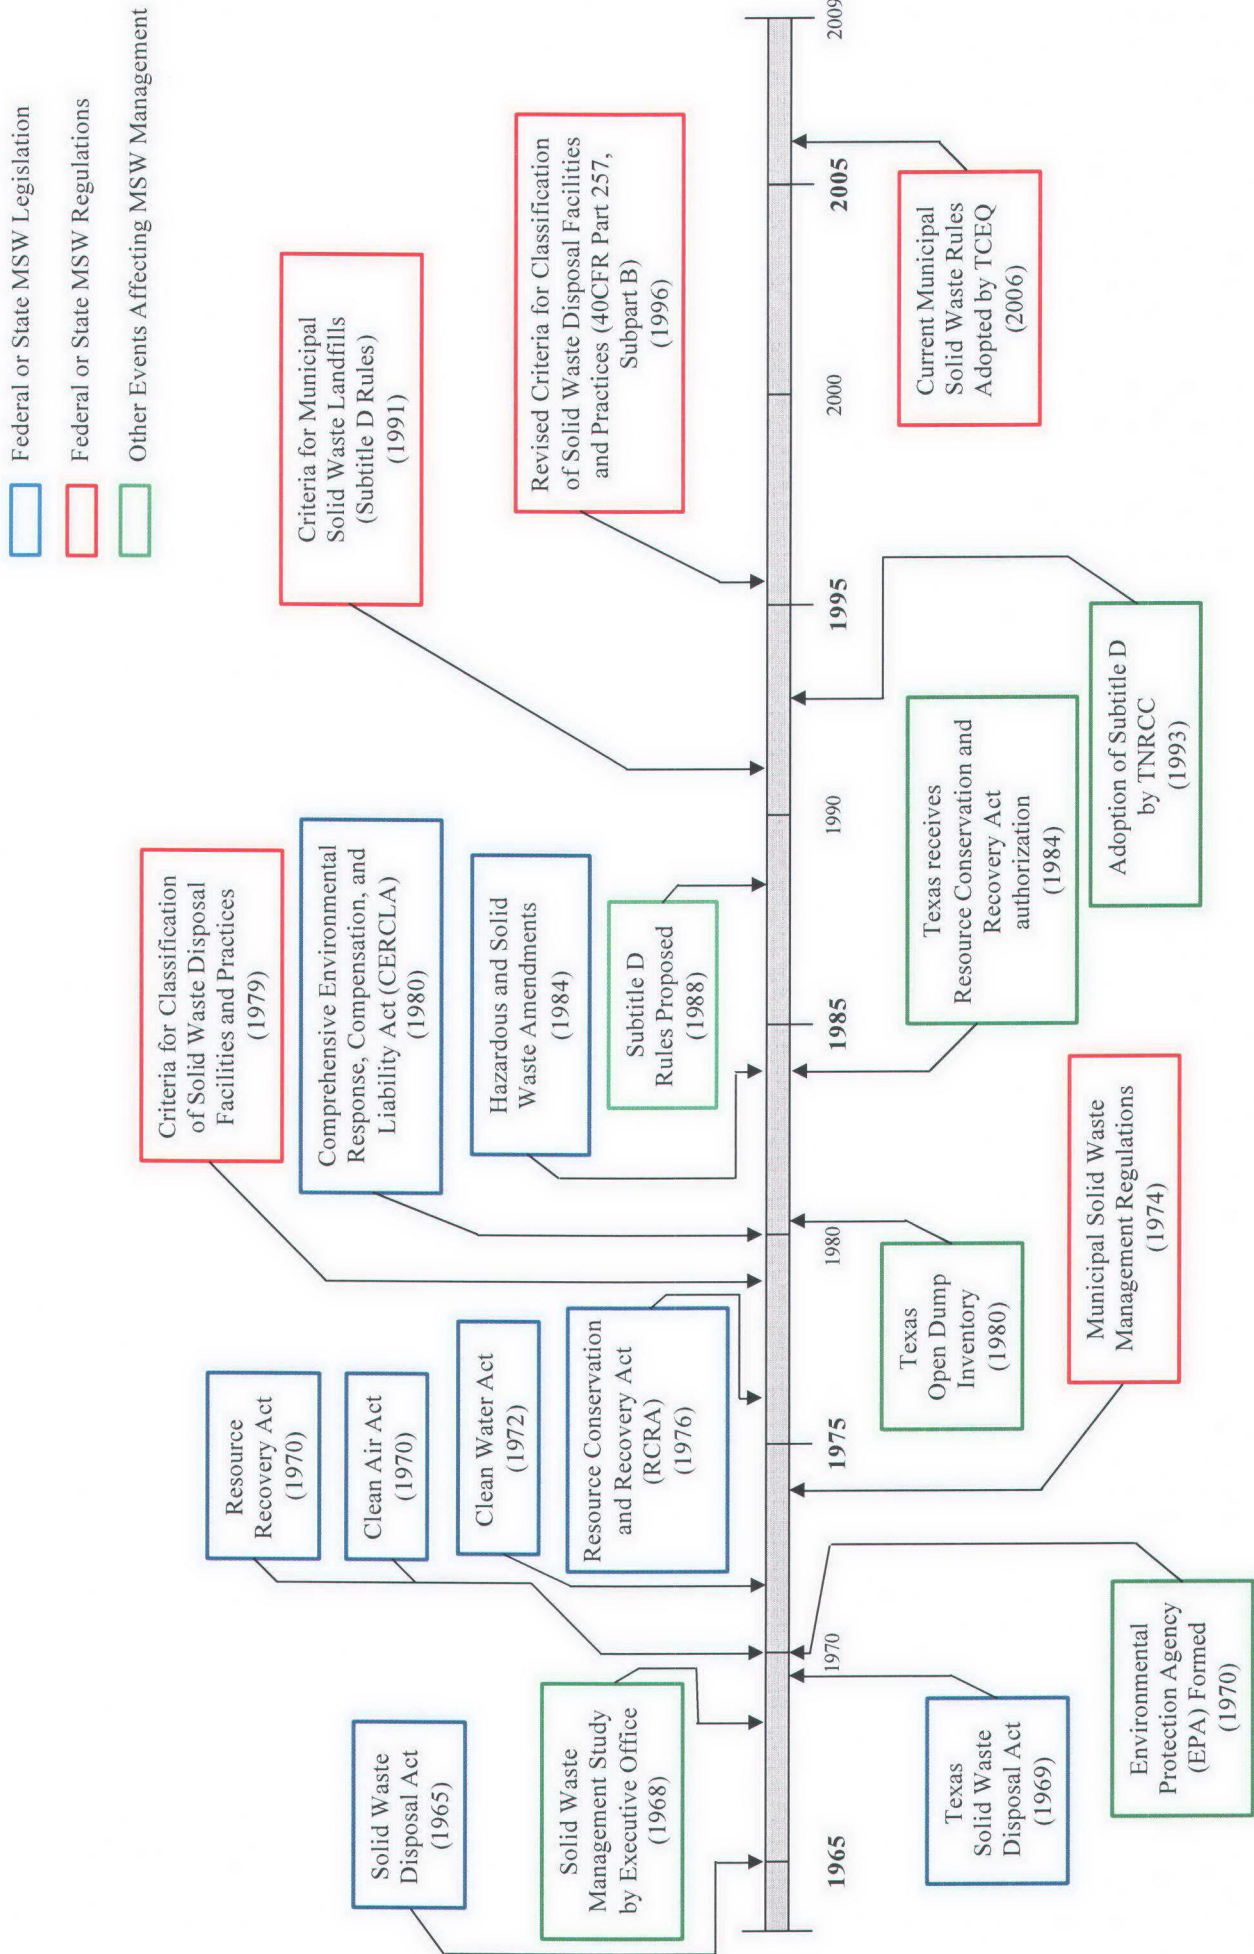 Federal or State MSW Legislation
Federal or State MSW Regulations
Other Events Affecting MSW Management
Criteria for Classification
of Solid Waste Disposal
Facilities and Practices
(1979)
Resource
Recovery Act
(1970)
Criteria for Municipal
Solid Waste Landfills
(Subtitle D Rules)
(1991)
Comprehensive Environmental
Response, Compensation, and
Liability Act (CERCLA)
(1980)
Solid Waste
Disposal Act
(1965)
Clean Air Act
(1970)
Clean Water Act
(1972)
Hazardous and Solid
Waste Amendments
(1984)
Revised Criteria for Classification
of Solid Waste Disposal Facilities
and Practices (40CFR Part 257,
Subpart B)
(1996)
Solid Waste
Management Study
by Executive Office
(1968)
Resource Conservation
and Recovery Act
(RCRA)
(1976)
Subtitle D
Rules Proposed
(1988)
1965
1970
1975
1980
1985
1990
1995
2000
2005
2009
Texas
Solid Waste
Disposal Act
(1969)
Texas
Open Dump
Inventory
(1980)
Texas receives
Resource Conservation and
Recovery Act
authorization
(1984)
Current Municipal
Solid Waste Rules
Adopted by TCEQ
(2006)
Environmental
Protection Agency
(EPA) Formed
(1970)
Municipal Solid Waste
Management Regulations
(1974)
Adoption of Subtitle D
by TNRCC
(1993)